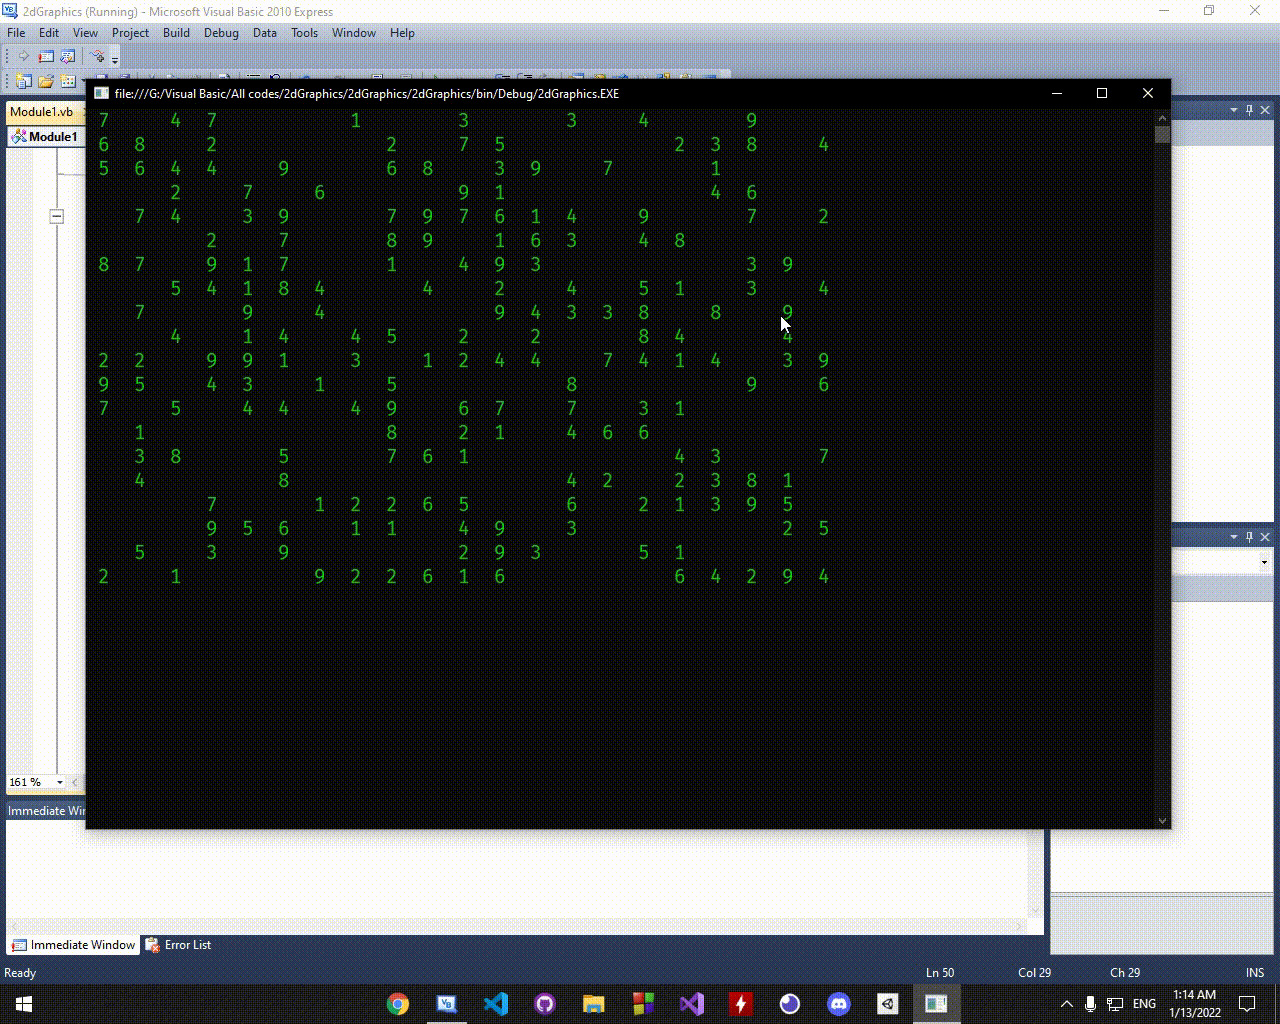 2dGraphics (Running) - Microsoft Visual Basic 2010 Express
File Edit View Project Build Debug Data Tools Window Help
file:///G:/Visual Basic/All codes/2dGraphics/2dGraphics/2dGraphics/bin/Debug/2dGraphics.EXE
Module1.vb
Module1
7 4 7 1 3 3 4 9
6 8 2 2 7 5 2 3 8 4
5 6 4 4 9 6 8 3 9 7 1
2 7 6 9 1 4 6
7 4 3 9 7 9 7 6 1 4 9 7 2
2 7 8 9 1 6 3 4 8
8 7 9 1 7 1 4 9 3 3 9
5 4 1 8 4 4 2 4 5 1 3 4
7 9 4 9 4 3 3 8 8 9
4 1 4 4 5 2 2 8 4 4
2 2 9 9 1 3 1 2 4 4 7 4 1 4 3 9
9 5 4 3 1 5 8 9 6
7 5 4 4 4 9 6 7 7 3 1
1 8 2 1 4 6 6
3 8 5 7 6 1 4 3 7
4 8 4 2 2 3 8 1
7 1 2 2 6 5 6 2 1 3 9 5
9 5 6 1 1 4 9 3 2 5
5 3 9 2 9 3 5 1
2 1 9 2 2 6 1 6 6 4 2 9 4
161 %
Immediate Wi
Immediate Window Error List
Ready Ln 50 Col 29 Ch 29 INS
ENG 1:14 AM
1/13/2022